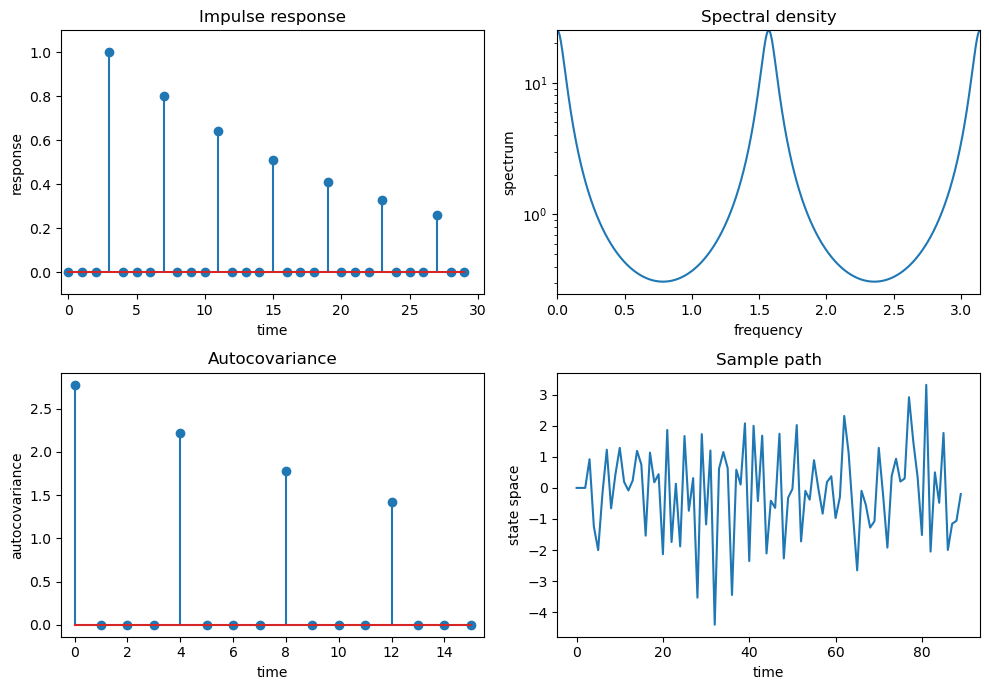 Impulse response
response
1.0
0.8
0.6
0.4
0.2
0.0
0 5 10 15 20 25 30
time
Spectral density
spectrum
10¹
10⁰
0.0 0.5 1.0 1.5 2.0 2.5 3.0
frequency
Autocovariance
autocovariance
2.5
2.0
1.5
1.0
0.5
0.0
0 2 4 6 8 10 12 14
time
Sample path
state space
3
2
1
0
−1
−2
−3
−4
0 20 40 60 80
time